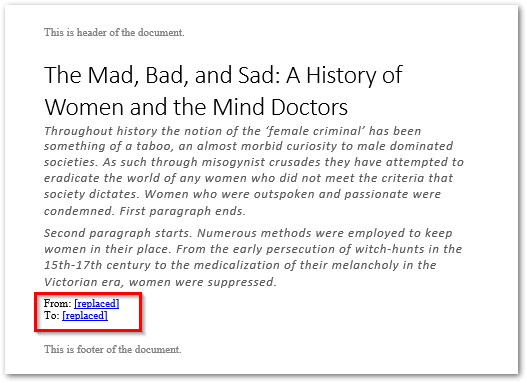 This is header of the document.
The Mad, Bad, and Sad: A History of
Women and the Mind Doctors
Throughout history the notion of the ‘female criminal’ has been
something of a taboo, an almost morbid curiosity to male dominated
societies. As such through misogynist crusades they have attempted to
eradicate the world of any women who did not meet the criteria that
society dictates. Women who were outspoken and passionate were
condemned. First paragraph ends.
Second paragraph starts. Numerous methods were employed to keep
women in their place. From the early persecution of witch-hunts in the
15th-17th century to the medicalization of their melancholy in the
Victorian era, women were suppressed.
From: [replaced]
To: [replaced]
This is footer of the document.